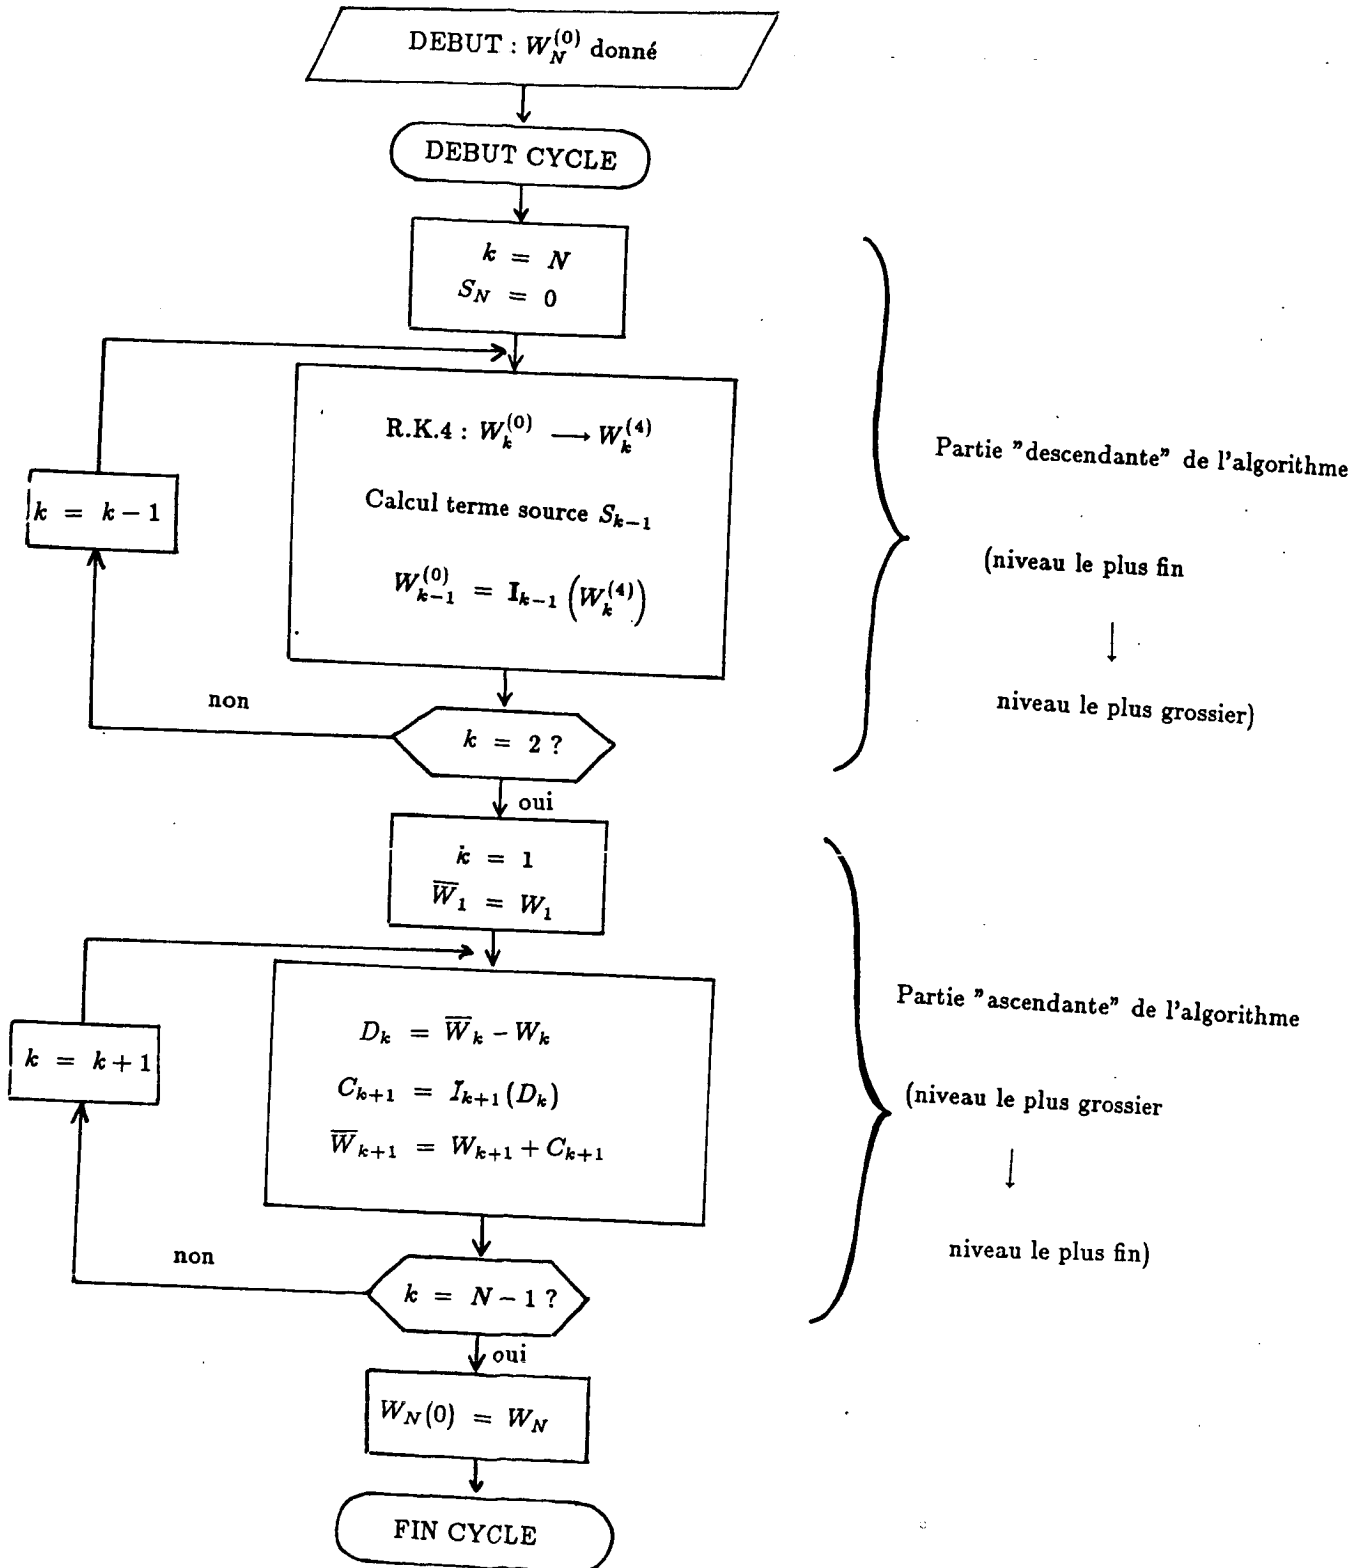 DEBUT : W_N^{(0)} donné
DEBUT CYCLE
k = N
S_N = 0
R.K.4 : W_k^{(0)} ⟶ W_k^{(4)}
Calcul terme source S_{k-1}
W_{k-1}^{(0)} = I_{k-1} (W_k^{(4)})
k = k - 1
non
k = 2 ?
oui
Partie "descendante" de l'algorithme
(niveau le plus fin
↓
niveau le plus grossier)
k = 1
\overline{W}_1 = W_1
D_k = \overline{W}_k - W_k
C_{k+1} = I_{k+1}(D_k)
\overline{W}_{k+1} = W_{k+1} + C_{k+1}
k = k + 1
non
k = N - 1 ?
oui
Partie "ascendante" de l'algorithme
(niveau le plus grossier
↓
niveau le plus fin)
W_N(0) = W_N
FIN CYCLE